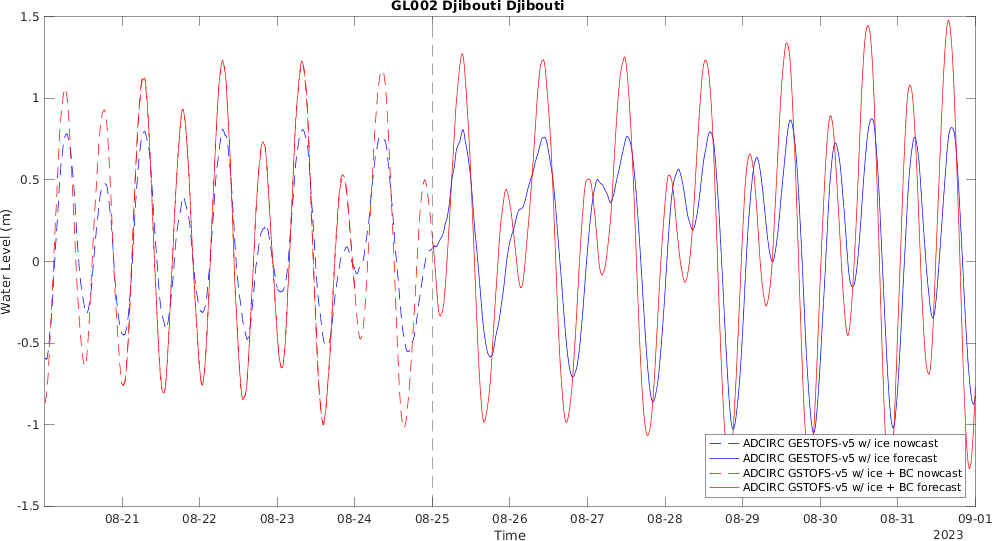 GL002 Djibouti Djibouti
1.5
1
0.5
0
-0.5
-1
-1.5
Water Level (m)
ADCIRC GESTOFS-v5 w/ ice nowcast
ADCIRC GESTOFS-v5 w/ ice forecast
ADCIRC GSTOFS-v5 w/ ice + BC nowcast
ADCIRC GSTOFS-v5 w/ ice + BC forecast
08-21 08-22 08-23 08-24 08-25 08-26 08-27 08-28 08-29 08-30 08-31 09-01
Time
2023